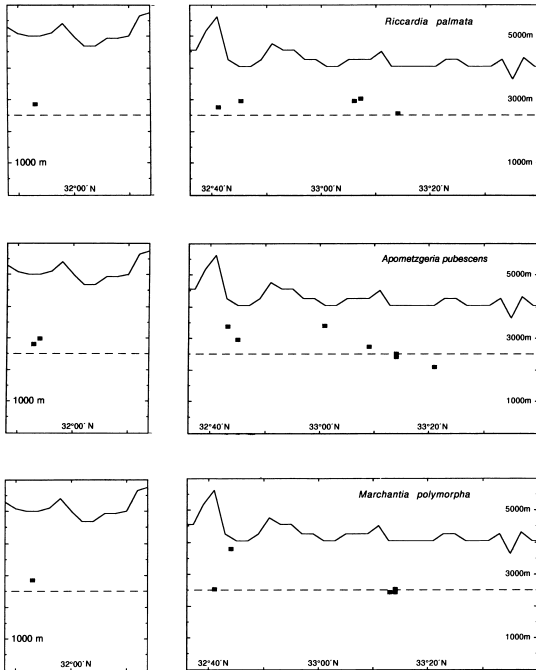 Riccardia palmata
5000m
3000m
1000 m
1000m
32°00´ N
32°40´N
33°00´N
33°20´N
Apometzgeria pubescens
5000m
3000m
1000 m
1000m
32°00´ N
32°40´N
33°00´N
33°20´N
Marchantia polymorpha
5000m
3000m
1000 m
1000m
32°00´ N
32°40´N
33°00´N
33°20´N